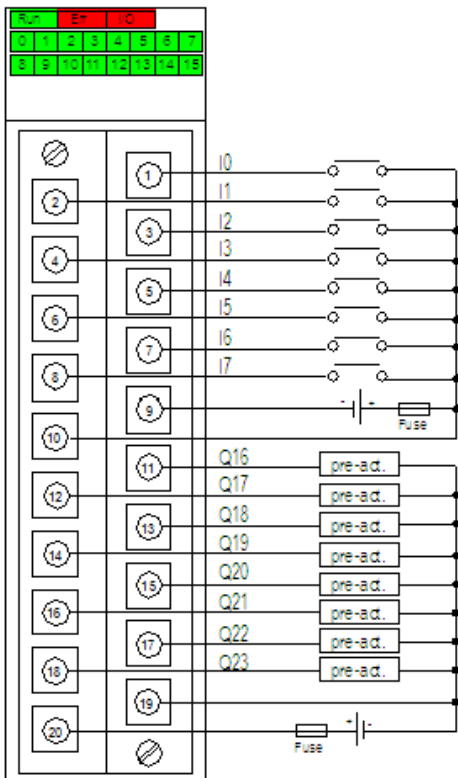 Run Err I/O
0 1 2 3 4 5 6 7
8 9 10 11 12 13 14 15
1 I0
2 I1
3 I2
4 I3
5 I4
6 I5
7 I6
8 I7
9 - +
Fuse
10
11 Q16 pre-act.
12 Q17 pre-act.
13 Q18 pre-act.
14 Q19 pre-act.
15 Q20 pre-act.
16 Q21 pre-act.
17 Q22 pre-act.
18 Q23 pre-act.
19
20 + -
Fuse